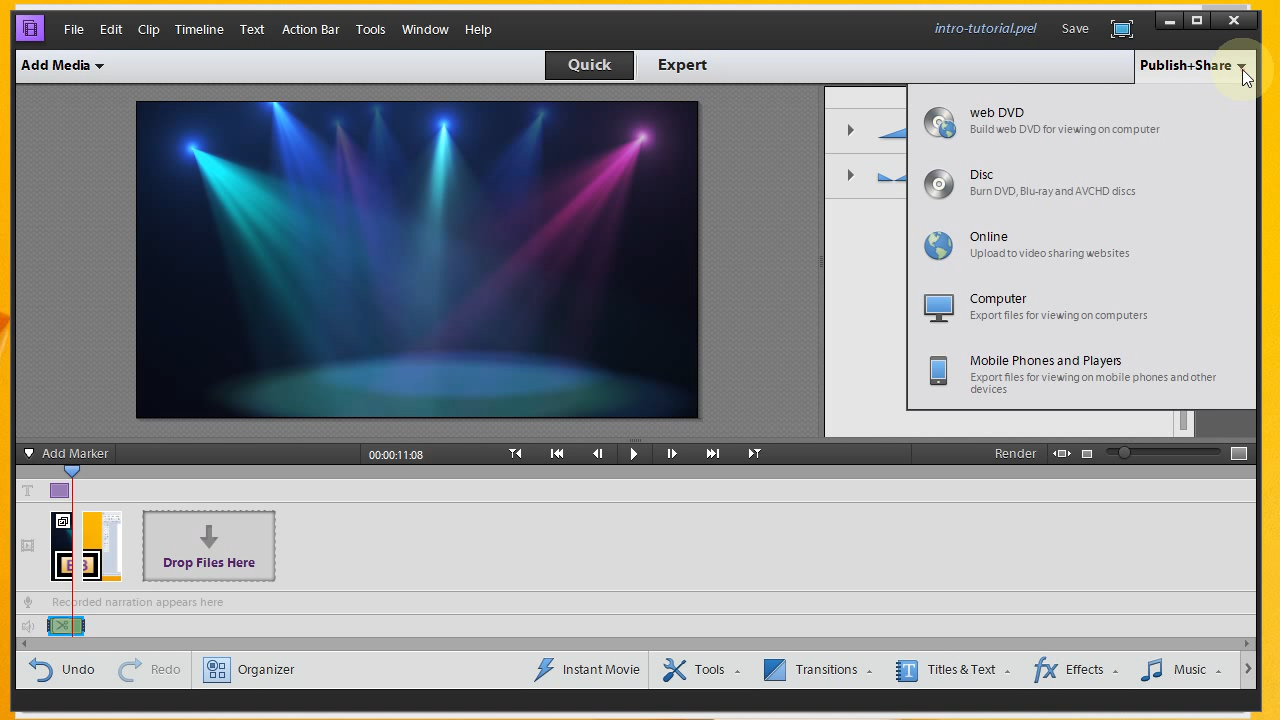 File Edit Clip Timeline Text Action Bar Tools Window Help intro-tutorial.prel Save
Add Media Quick Expert Publish+Share
web DVD
Build web DVD for viewing on computer
Disc
Burn DVD, Blu-ray and AVCHD discs
Online
Upload to video sharing websites
Computer
Export files for viewing on computers
Mobile Phones and Players
Export files for viewing on mobile phones and other
devices
Add Marker 00:00:11:08 Render
Drop Files Here
Recorded narration appears here
Undo Redo Organizer Instant Movie Tools Transitions Titles & Text Effects Music